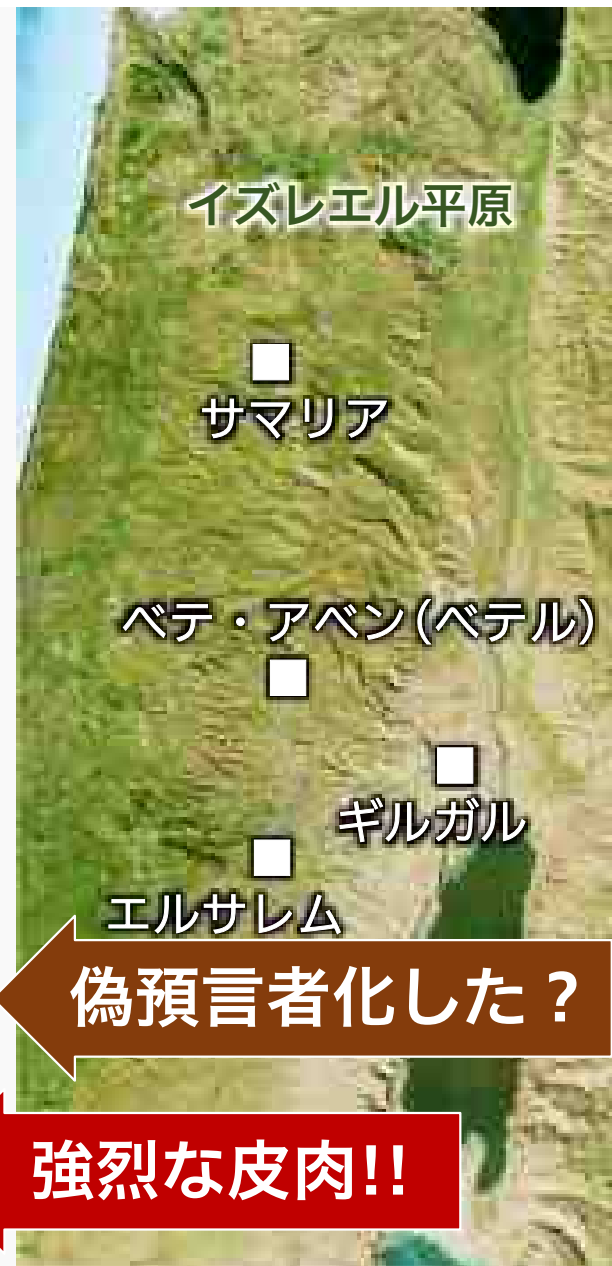 イズレエル平原
サマリア
ベテ・アベン(ベテル)
ギルガル
エルサレム
偽預言者化した？
強烈な皮肉!!